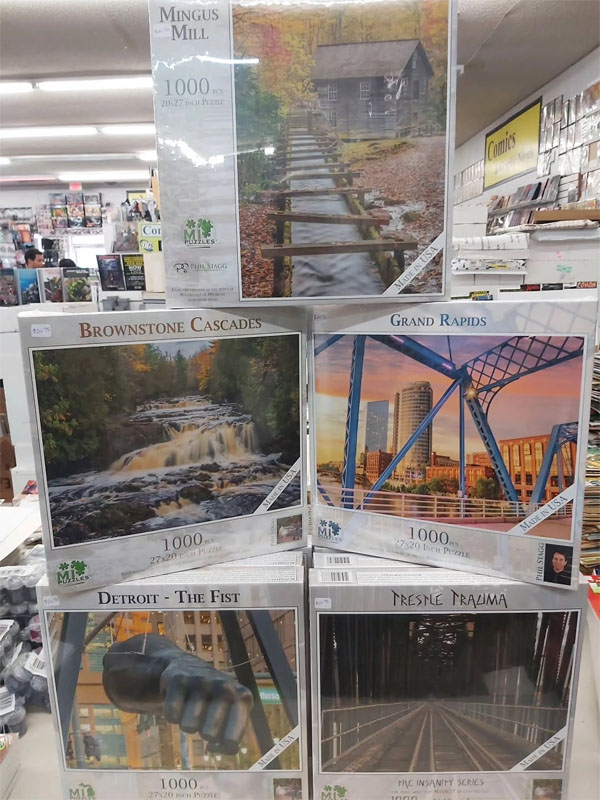 MINGUS
MILL
1000 PCS
20X27 INCH PUZZLE
MI
PUZZLES
PHIL STAGG
MADE IN USA
Comics
BROWNSTONE CASCADES
MADE IN USA
1000 PCS
27X20 INCH PUZZLE
MI
PUZZLES
GRAND RAPIDS
MADE IN USA
1000 PCS
27X20 INCH PUZZLE
MI
PUZZLES
PHIL STAGG
DETROIT - THE FIST
MADE IN USA
1000
27X20 INCH PUZZLE
MI
TRESTLE TRAUMA
MADE IN USA
THE INSANITY SERIES
1000
MI